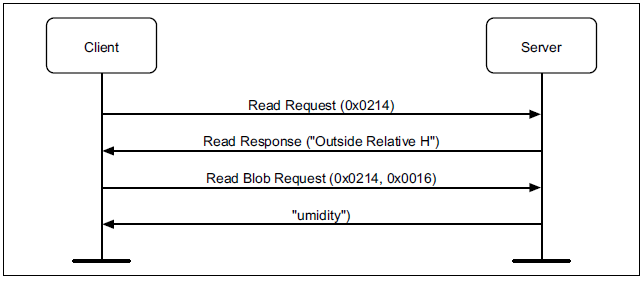 Client
Server
Read Request (0x0214)
Read Response ("Outside Relative H")
Read Blob Request (0x0214, 0x0016)
"umidity")